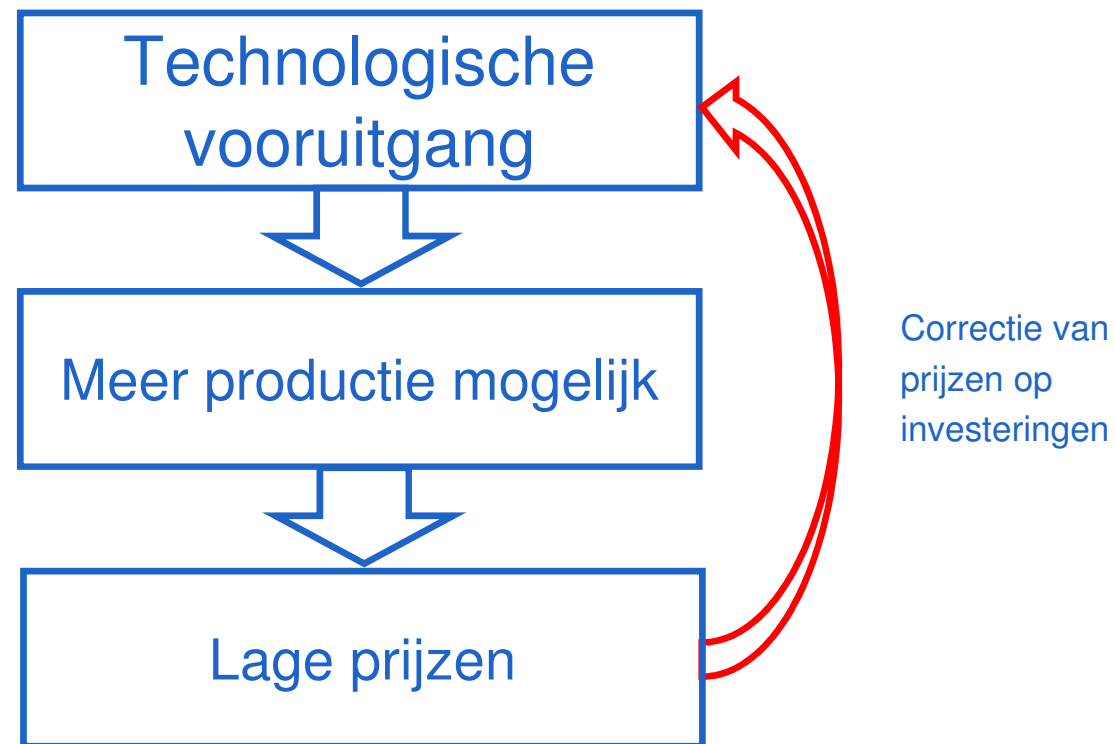 Technologische
vooruitgang
Meer productie mogelijk
Correctie van
prijzen op
investeringen
Lage prijzen